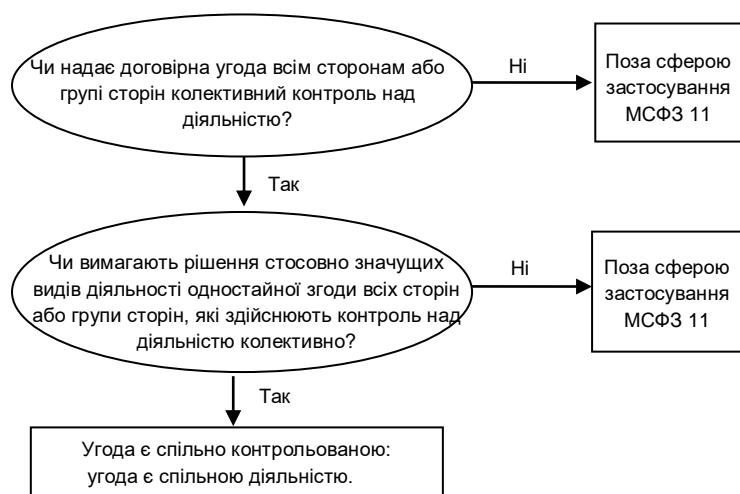 Чи надає договірна угода всім сторонам або
групі сторін колективний контроль над
діяльністю?
Ні
Поза сферою
застосування
МСФЗ 11
Так
Чи вимагають рішення стосовно значущих
видів діяльності одностайної згоди всіх сторін
або групи сторін, які здійснюють контроль над
діяльністю колективно?
Ні
Поза сферою
застосування
МСФЗ 11
Так
Угода є спільно контрольованою:
угода є спільною діяльністю.